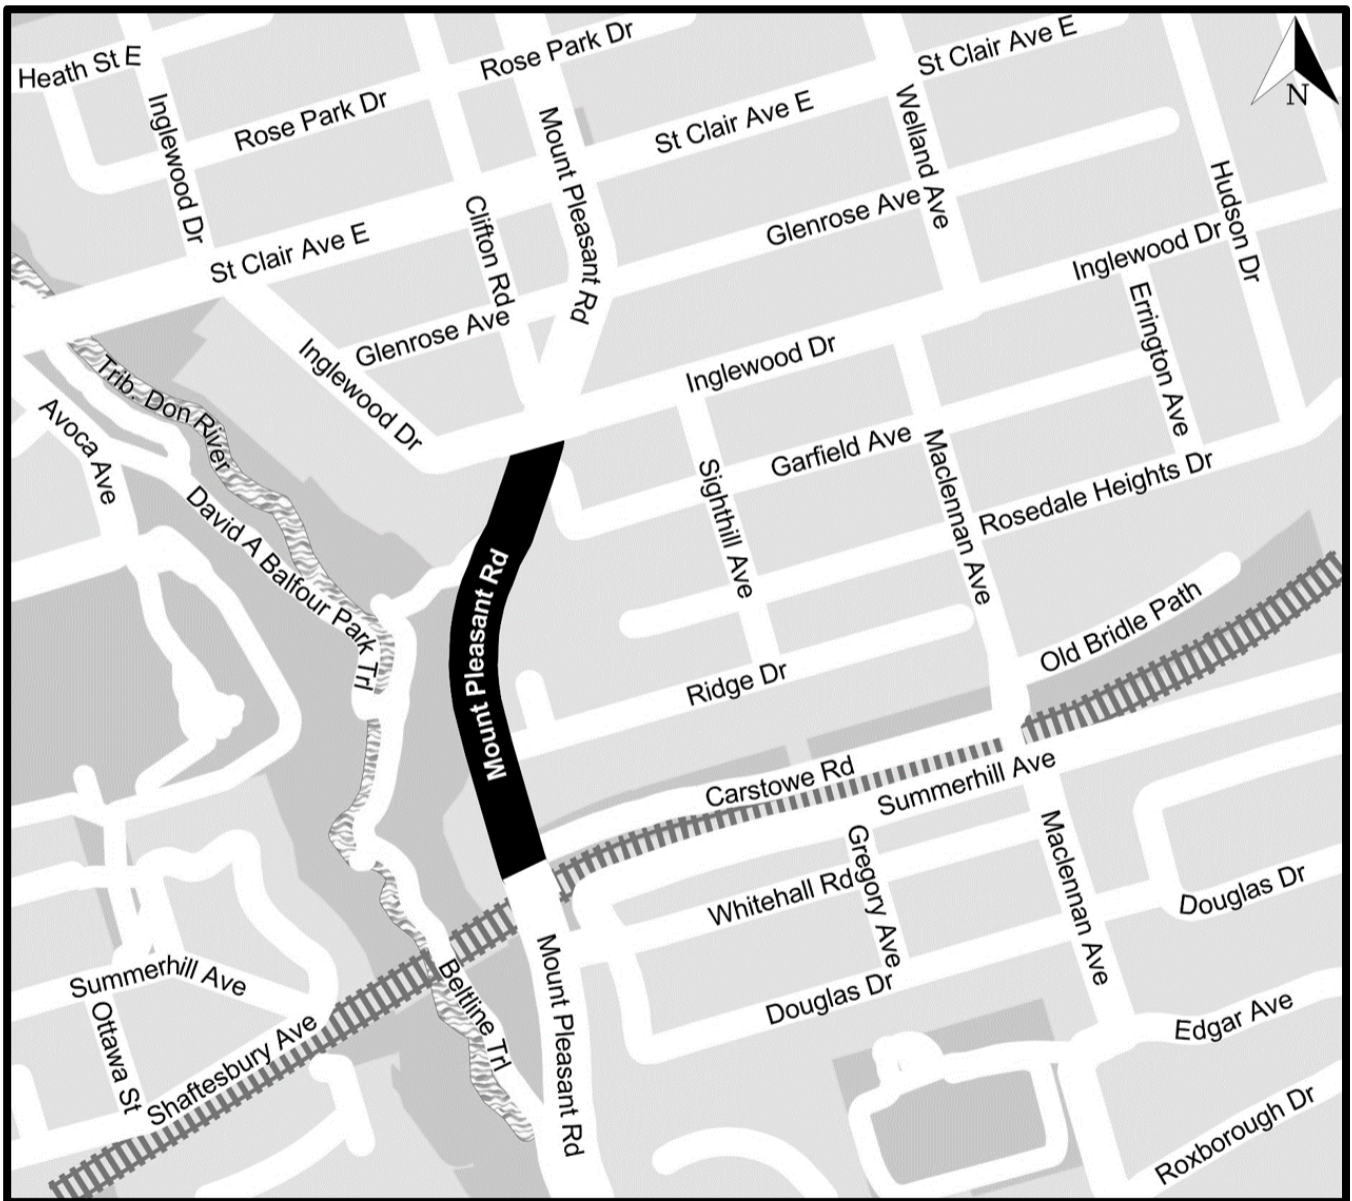 Heath St E
Rose Park Dr
St Clair Ave E
N
Rose Park Dr
Inglewood Dr
St Clair Ave E
Mount Pleasant Rd
Welland Ave
Hudson Dr
Clifton Rd
Glenrose Ave
St Clair Ave E
Inglewood Dr
Errington Ave
Glenrose Ave
Inglewood Dr
Inglewood Dr
Trib. Don River
Avoca Ave
Garfield Ave
Maclennan Ave
Sighthill Ave
Rosedale Heights Dr
David A Balfour Park Trl
Mount Pleasant Rd
Old Bridle Path
Ridge Dr
Carstowe Rd
Summerhill Ave
Gregory Ave
Maclennan Ave
Whitehall Rd
Douglas Dr
Summerhill Ave
Beltline Trl
Mount Pleasant Rd
Douglas Dr
Ottawa St
Shaftesbury Ave
Edgar Ave
Roxborough Dr